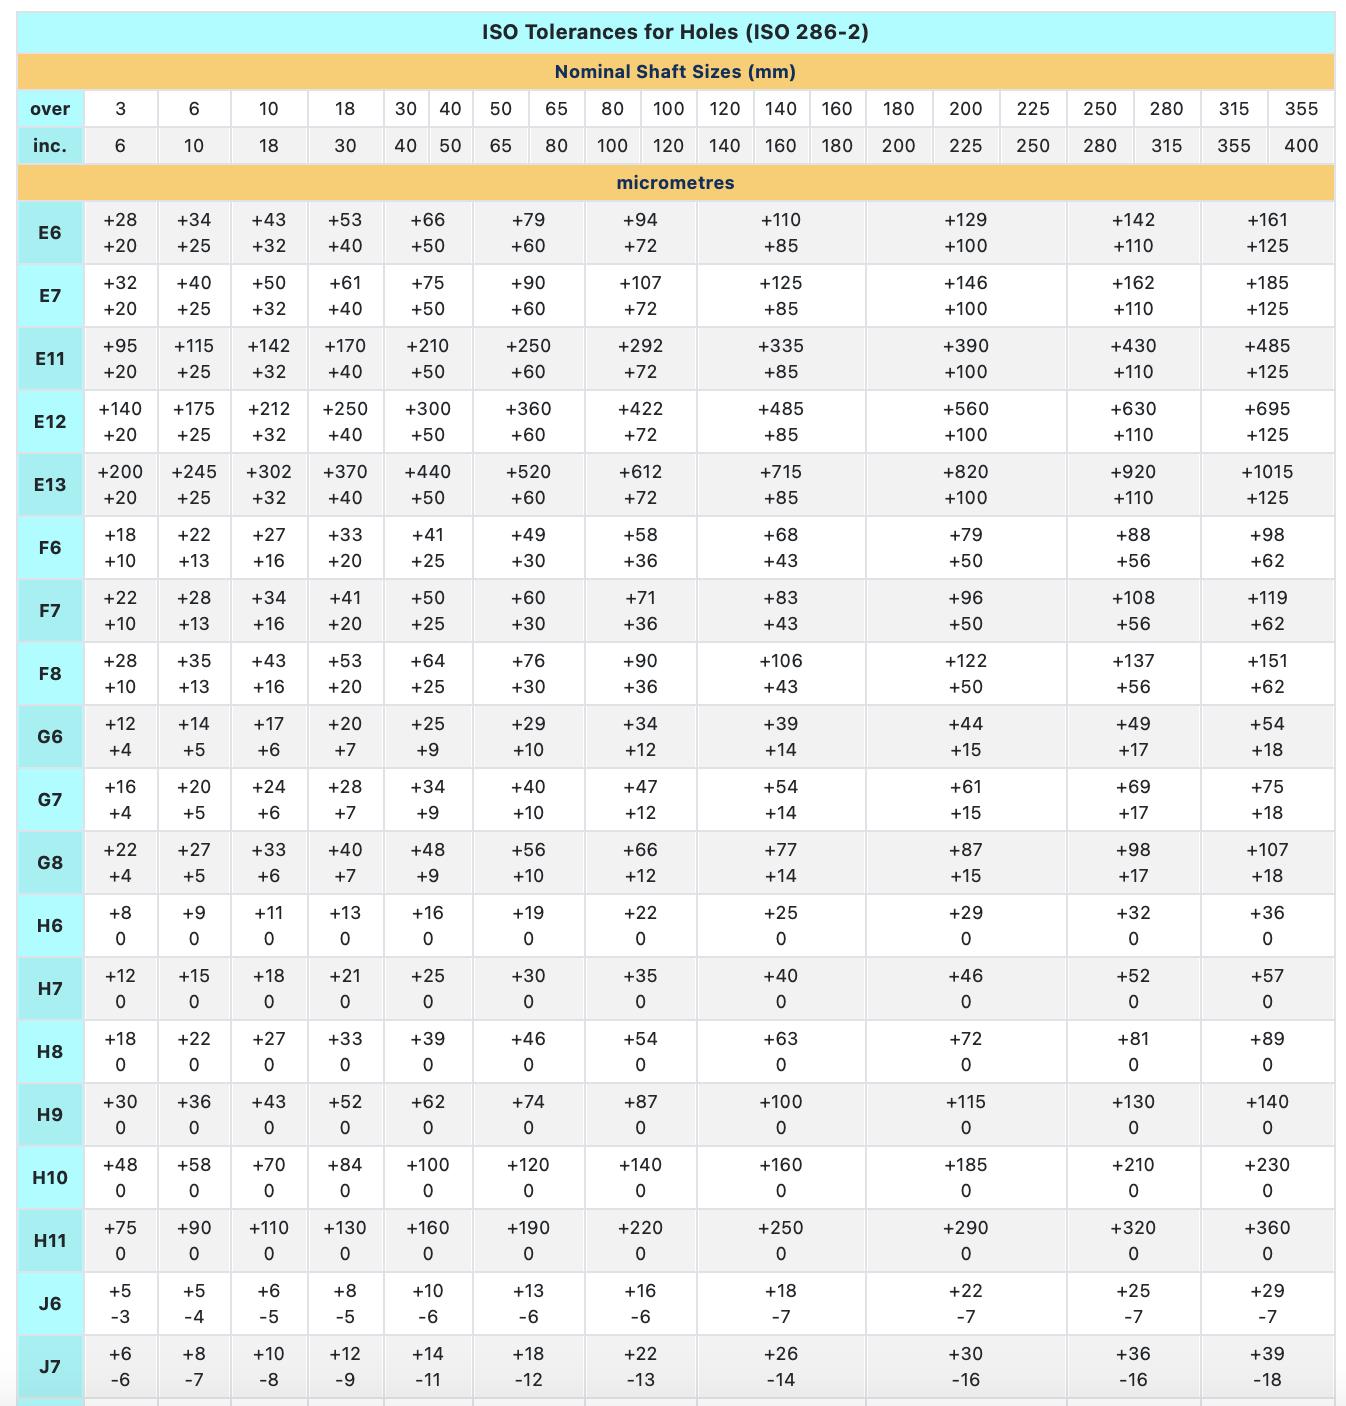 ISO Tolerances for Holes (ISO 286-2)
Nominal Shaft Sizes (mm)
over 3 6 10 18 30 40 50 65 80 100 120 140 160 180 200 225 250 280 315 355
inc. 6 10 18 30 40 50 65 80 100 120 140 160 180 200 225 250 280 315 355 400
micrometres
E6 +28 +34 +43 +53 +66 +79 +94 +110 +129 +142 +161
+20 +25 +32 +40 +50 +60 +72 +85 +100 +110 +125
E7 +32 +40 +50 +61 +75 +90 +107 +125 +146 +162 +185
+20 +25 +32 +40 +50 +60 +72 +85 +100 +110 +125
E11 +95 +115 +142 +170 +210 +250 +292 +335 +390 +430 +485
+20 +25 +32 +40 +50 +60 +72 +85 +100 +110 +125
E12 +140 +175 +212 +250 +300 +360 +422 +485 +560 +630 +695
+20 +25 +32 +40 +50 +60 +72 +85 +100 +110 +125
E13 +200 +245 +302 +370 +440 +520 +612 +715 +820 +920 +1015
+20 +25 +32 +40 +50 +60 +72 +85 +100 +110 +125
F6 +18 +22 +27 +33 +41 +49 +58 +68 +79 +88 +98
+10 +13 +16 +20 +25 +30 +36 +43 +50 +56 +62
F7 +22 +28 +34 +41 +50 +60 +71 +83 +96 +108 +119
+10 +13 +16 +20 +25 +30 +36 +43 +50 +56 +62
F8 +28 +35 +43 +53 +64 +76 +90 +106 +122 +137 +151
+10 +13 +16 +20 +25 +30 +36 +43 +50 +56 +62
G6 +12 +14 +17 +20 +25 +29 +34 +39 +44 +49 +54
+4 +5 +6 +7 +9 +10 +12 +14 +15 +17 +18
G7 +16 +20 +24 +28 +34 +40 +47 +54 +61 +69 +75
+4 +5 +6 +7 +9 +10 +12 +14 +15 +17 +18
G8 +22 +27 +33 +40 +48 +56 +66 +77 +87 +98 +107
+4 +5 +6 +7 +9 +10 +12 +14 +15 +17 +18
H6 +8 +9 +11 +13 +16 +19 +22 +25 +29 +32 +36
0 0 0 0 0 0 0 0 0 0 0
H7 +12 +15 +18 +21 +25 +30 +35 +40 +46 +52 +57
0 0 0 0 0 0 0 0 0 0 0
H8 +18 +22 +27 +33 +39 +46 +54 +63 +72 +81 +89
0 0 0 0 0 0 0 0 0 0 0
H9 +30 +36 +43 +52 +62 +74 +87 +100 +115 +130 +140
0 0 0 0 0 0 0 0 0 0 0
H10 +48 +58 +70 +84 +100 +120 +140 +160 +185 +210 +230
0 0 0 0 0 0 0 0 0 0 0
H11 +75 +90 +110 +130 +160 +190 +220 +250 +290 +320 +360
0 0 0 0 0 0 0 0 0 0 0
J6 +5 +5 +6 +8 +10 +13 +16 +18 +22 +25 +29
-3 -4 -5 -5 -6 -6 -6 -7 -7 -7 -7
J7 +6 +8 +10 +12 +14 +18 +22 +26 +30 +36 +39
-6 -7 -8 -9 -11 -12 -13 -14 -16 -16 -18